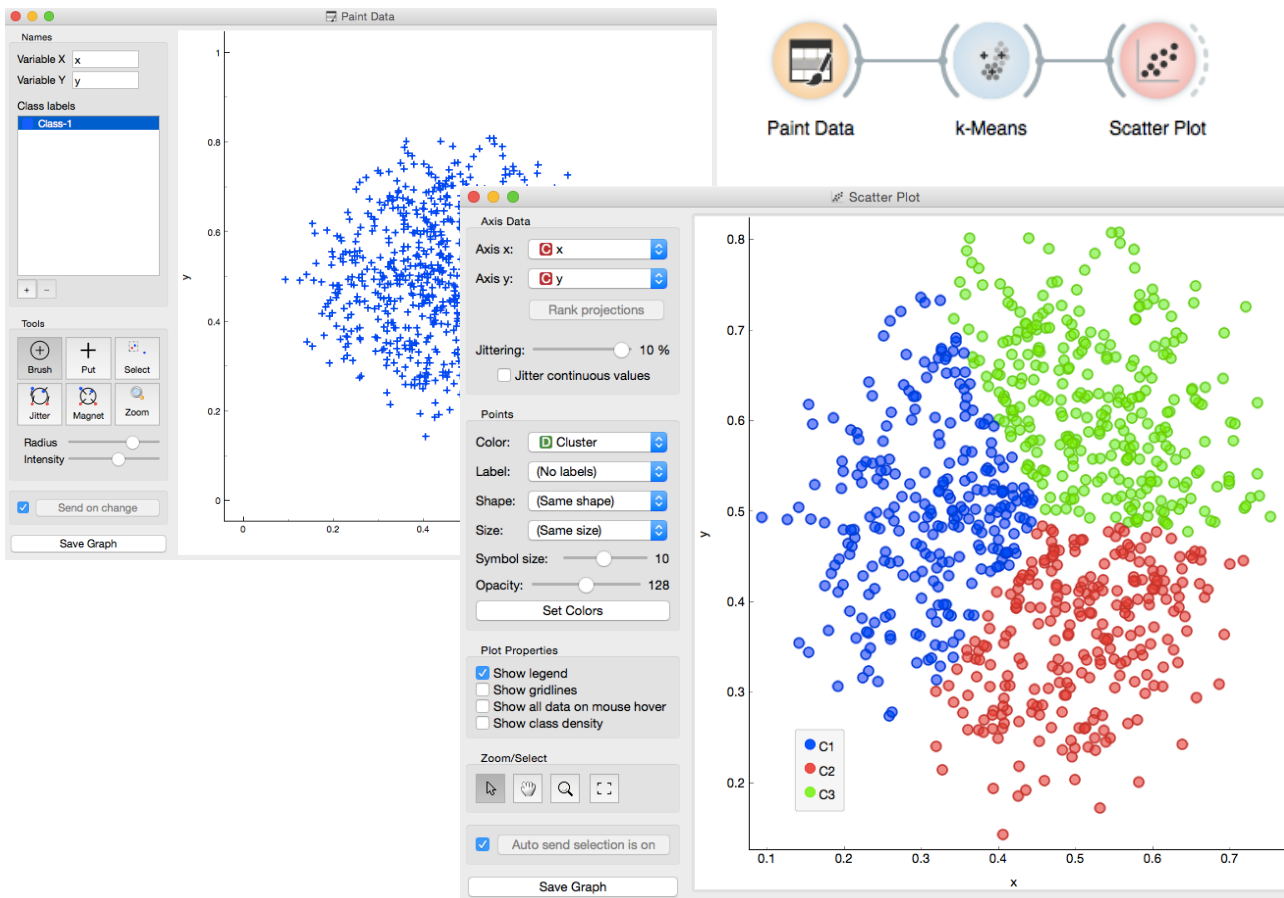 Paint Data
Names
Variable X x
Variable Y y
Class labels
Class-1
+ −
Tools
Brush Put Select
Jitter Magnet Zoom
Radius
Intensity
Send on change
Save Graph
1
0.8
0.6
0.4
0.2
0
y
0 0.2 0.4
Paint Data k-Means Scatter Plot
Scatter Plot
Axis Data
Axis x: C x
Axis y: C y
Rank projections
Jittering: 10 %
Jitter continuous values
Points
Color: D Cluster
Label: (No labels)
Shape: (Same shape)
Size: (Same size)
Symbol size: 10
Opacity: 128
Set Colors
Plot Properties
Show legend
Show gridlines
Show all data on mouse hover
Show class density
Zoom/Select
Auto send selection is on
Save Graph
0.8
0.7
0.6
0.5
0.4
0.3
0.2
y
C1
C2
C3
0.1 0.2 0.3 0.4 0.5 0.6 0.7
x